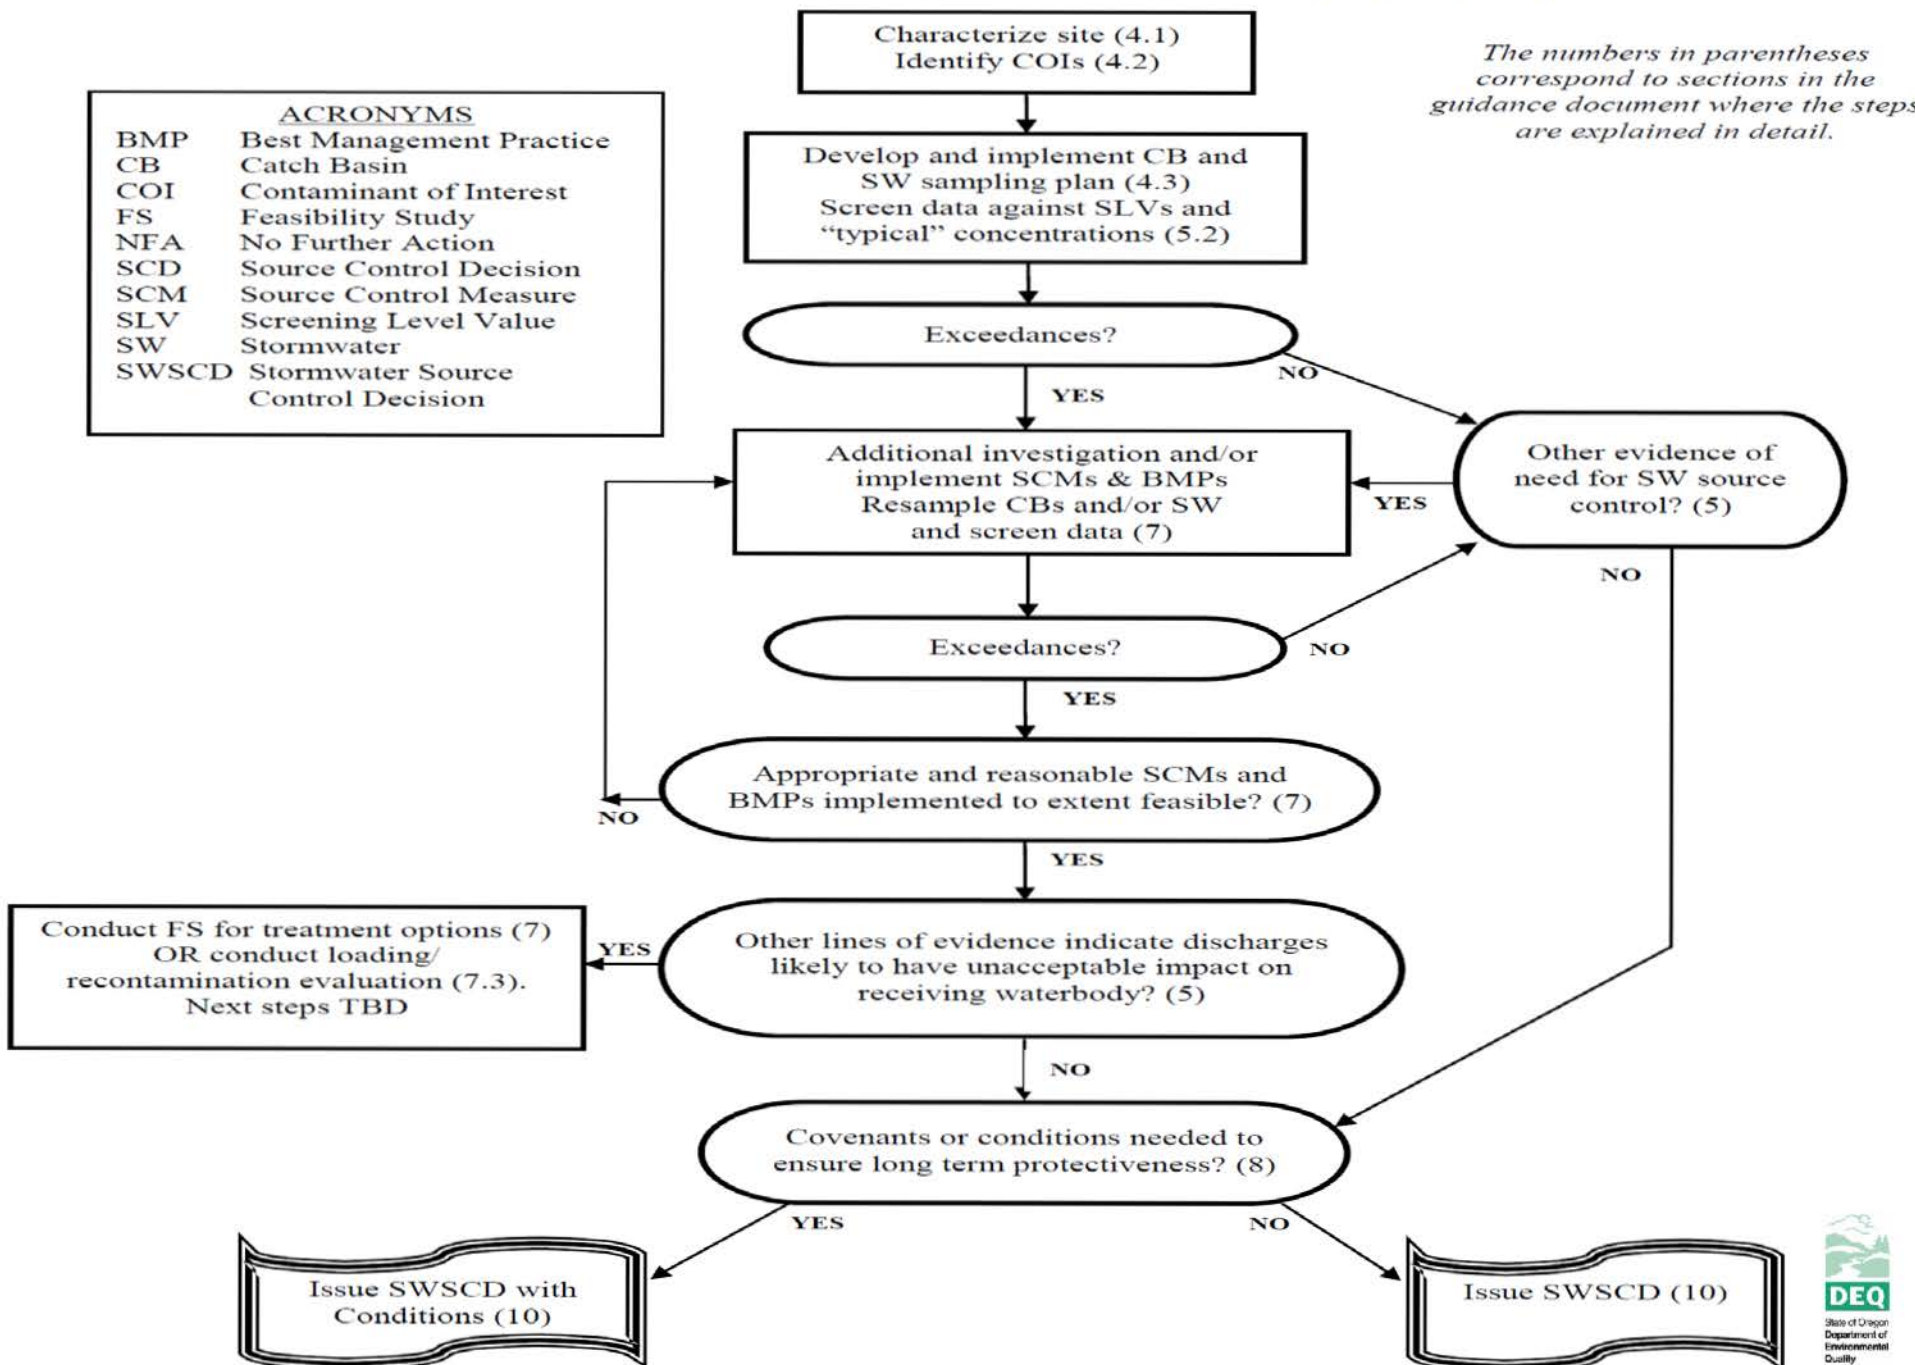 Characterize site (4.1)
Identify COIs (4.2)
The numbers in parentheses
correspond to sections in the
guidance document where the steps
are explained in detail.
ACRONYMS
BMP Best Management Practice
CB Catch Basin
COI Contaminant of Interest
FS Feasibility Study
NFA No Further Action
SCD Source Control Decision
SCM Source Control Measure
SLV Screening Level Value
SW Stormwater
SWSCD Stormwater Source
Control Decision
Develop and implement CB and
SW sampling plan (4.3)
Screen data against SLVs and
“typical” concentrations (5.2)
Exceedances?
NO
YES
Additional investigation and/or
implement SCMs & BMPs
Resample CBs and/or SW
and screen data (7)
YES
Other evidence of
need for SW source
control? (5)
NO
Exceedances?
NO
YES
Appropriate and reasonable SCMs and
BMPs implemented to extent feasible? (7)
NO
YES
Conduct FS for treatment options (7)
OR conduct loading/
recontamination evaluation (7.3).
Next steps TBD
YES
Other lines of evidence indicate discharges
likely to have unacceptable impact on
receiving waterbody? (5)
NO
Covenants or conditions needed to
ensure long term protectiveness? (8)
YES
NO
Issue SWSCD with
Conditions (10)
Issue SWSCD (10)
DEQ
State of Oregon
Department of
Environmental
Quality